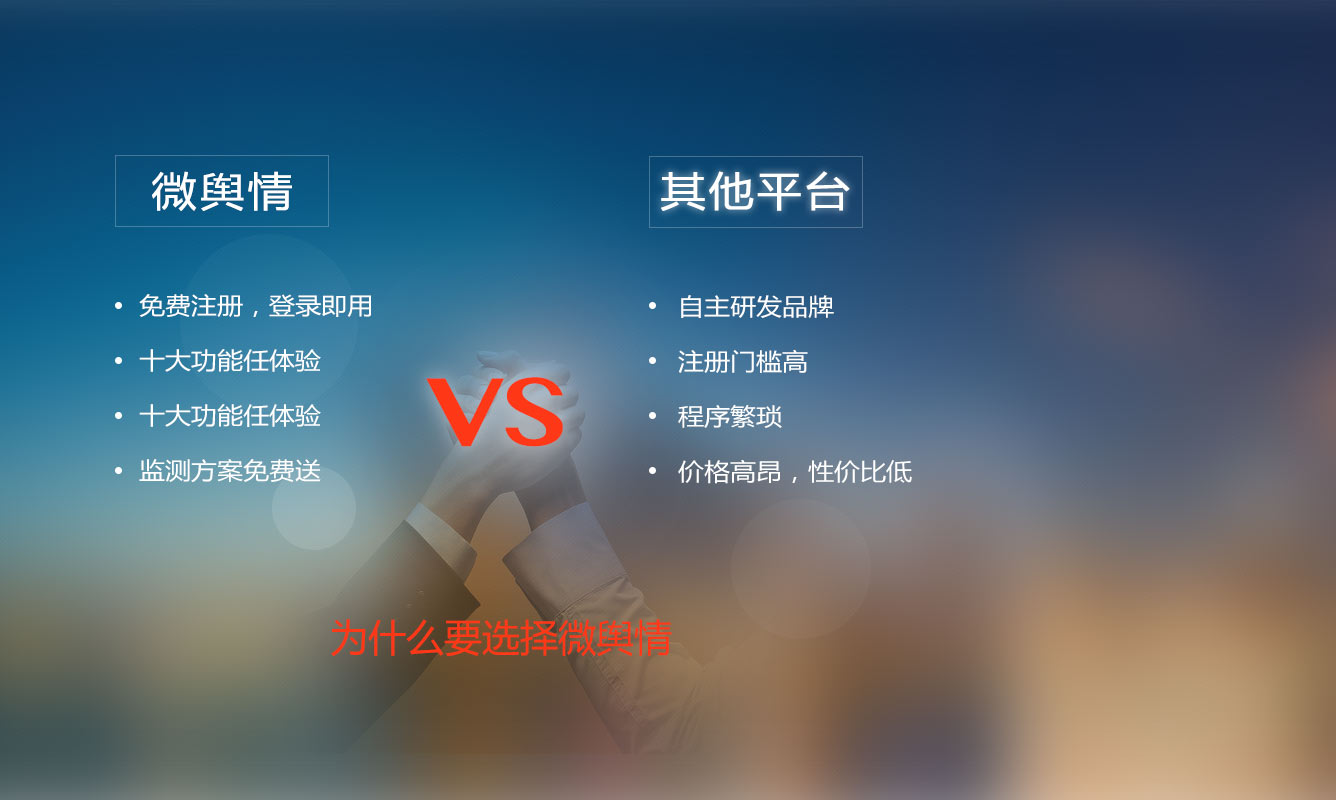 微舆情
免费注册，登录即用
十大功能任体验
十大功能任体验
监测方案免费送
VS
其他平台
自主研发品牌
注册门槛高
程序繁琐
价格高昂，性价比低
为什么要选择微舆情